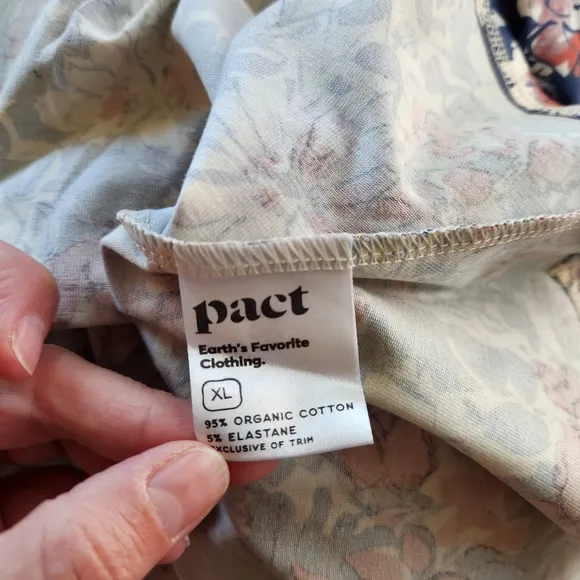 pact
Earth's Favorite
Clothing.
XL
95% ORGANIC COTTON
5% ELASTANE
EXCLUSIVE OF TRIM